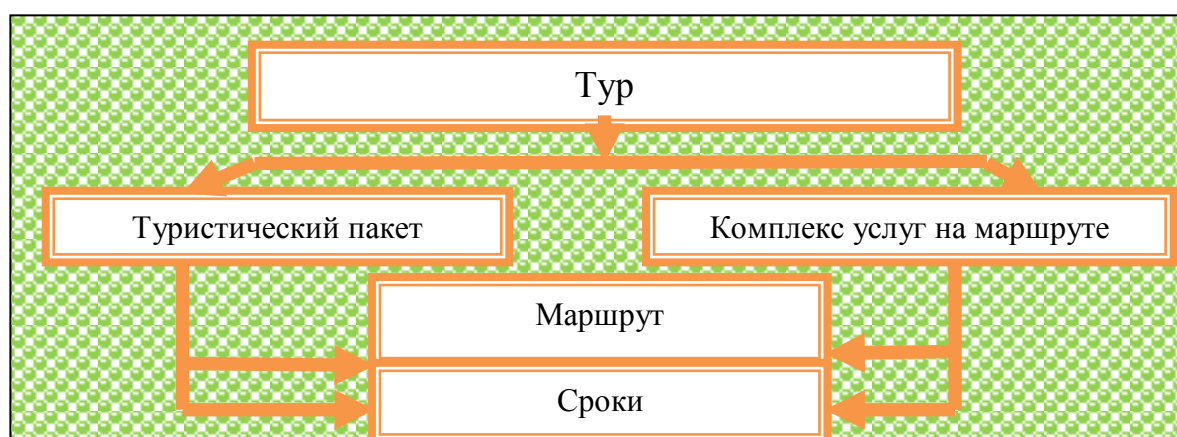 Тур
Туристический пакет
Комплекс услуг на маршруте
Маршрут
Сроки